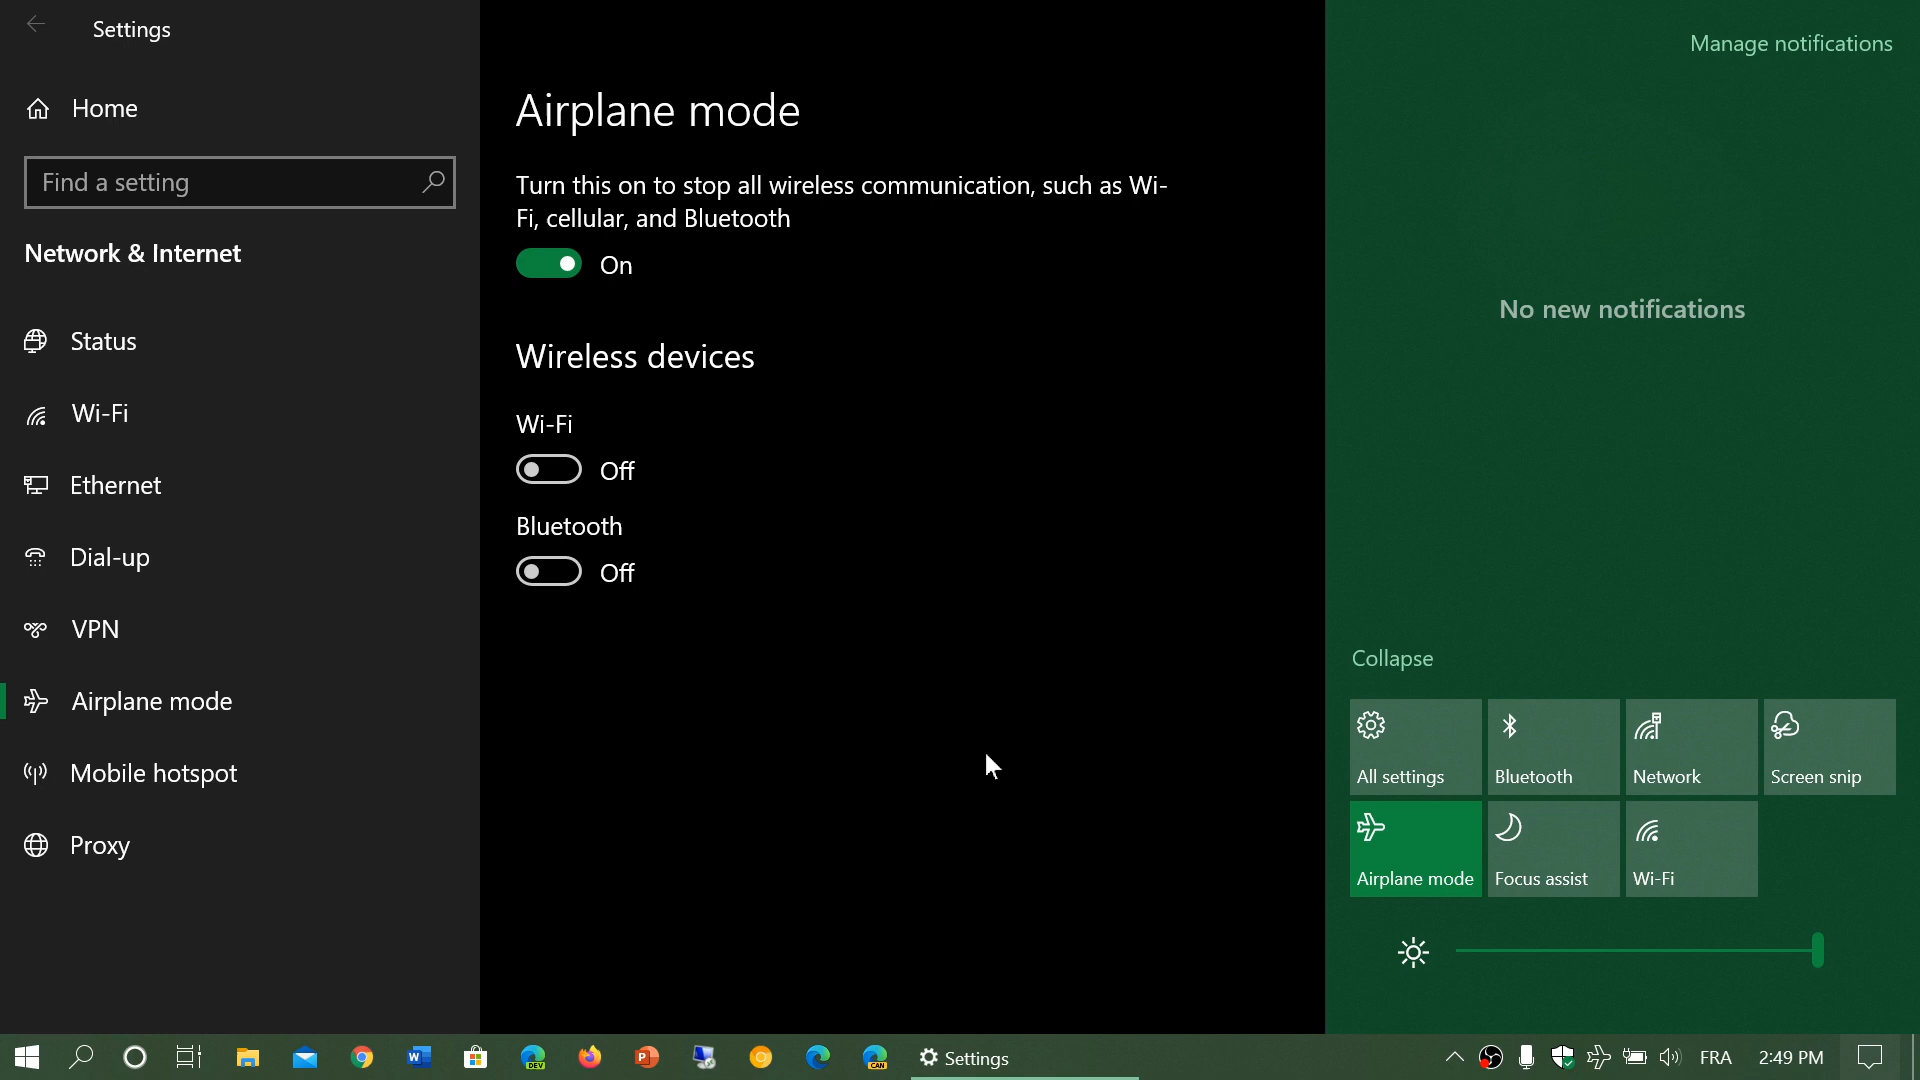 Settings
Home
Find a setting
Network & Internet
Status
Wi-Fi
Ethernet
Dial-up
VPN
Airplane mode
Mobile hotspot
Proxy
Airplane mode
Turn this on to stop all wireless communication, such as Wi-
Fi, cellular, and Bluetooth
On
Wireless devices
Wi-Fi
Off
Bluetooth
Off
Manage notifications
No new notifications
Collapse
All settings
Bluetooth
Network
Screen snip
Airplane mode
Focus assist
Wi-Fi
W
DEV
P
CAN
Settings
FRA
2:49 PM